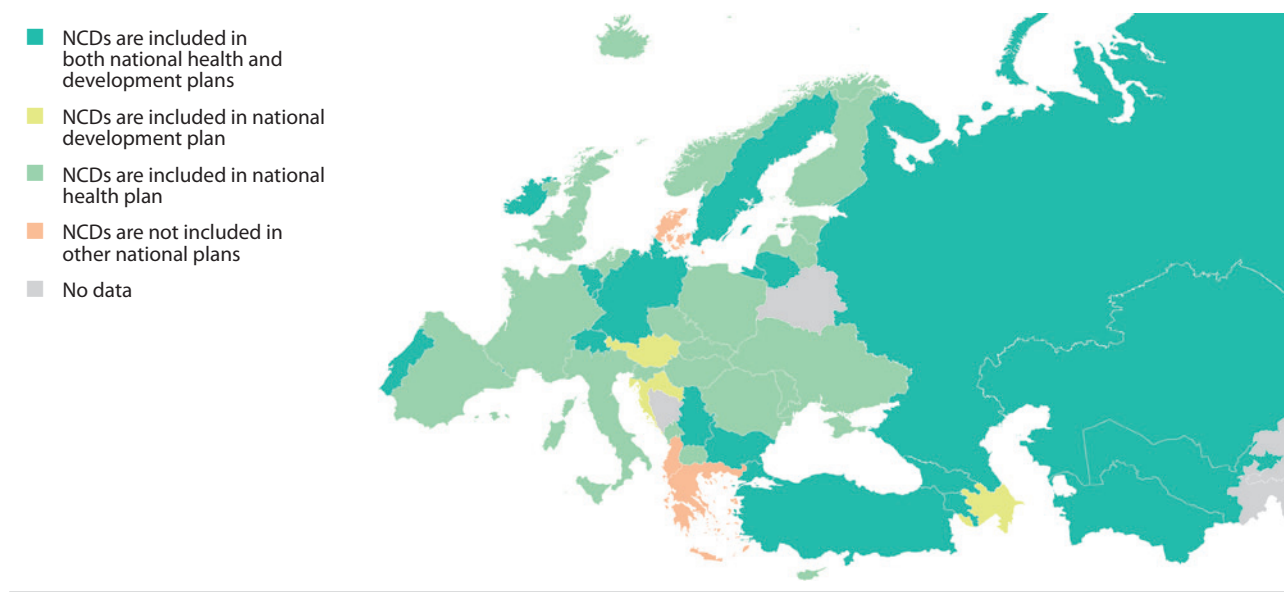 NCDs are included in
both national health and
development plans
NCDs are included in national
development plan
NCDs are included in national
health plan
NCDs are not included in
other national plans
No data